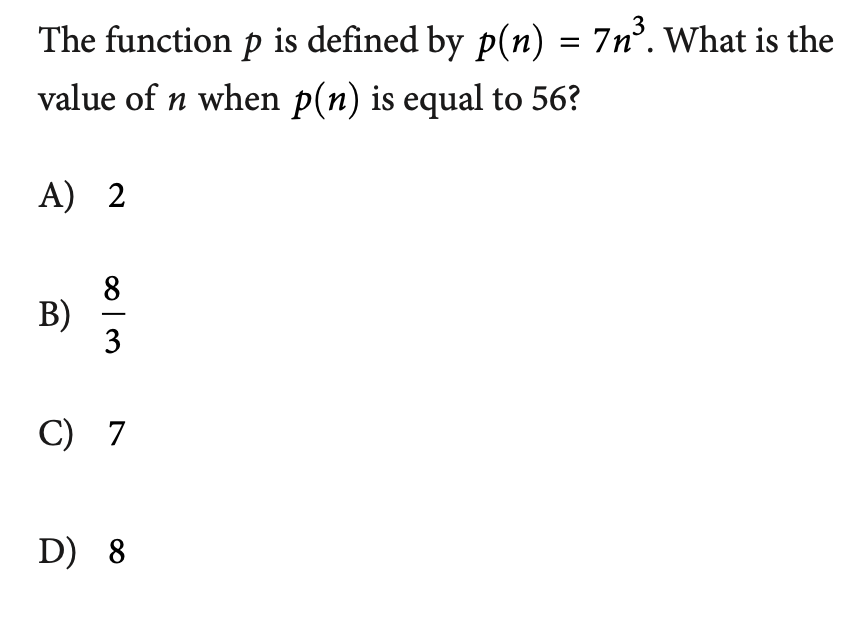 The function p is defined by p(n) = 7n³. What is the
value of n when p(n) is equal to 56?
A) 2
B) 8/3
C) 7
D) 8